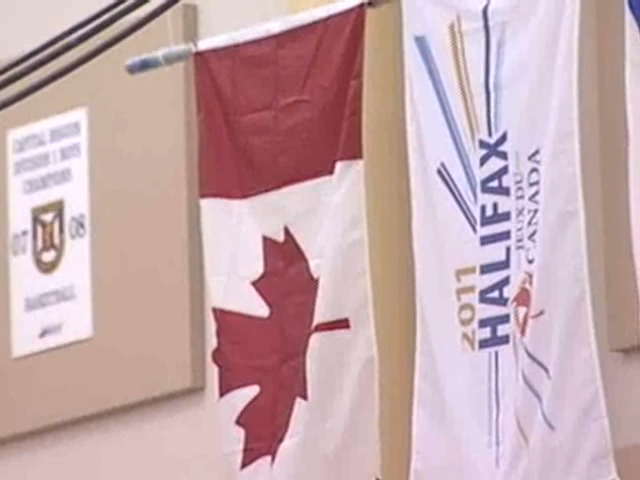 CAPITAL REGION
DIVISION 1 BOYS
CHAMPIONS
07 08
BASKETBALL
2011
HALIFAX
JEUX DU
CANADA